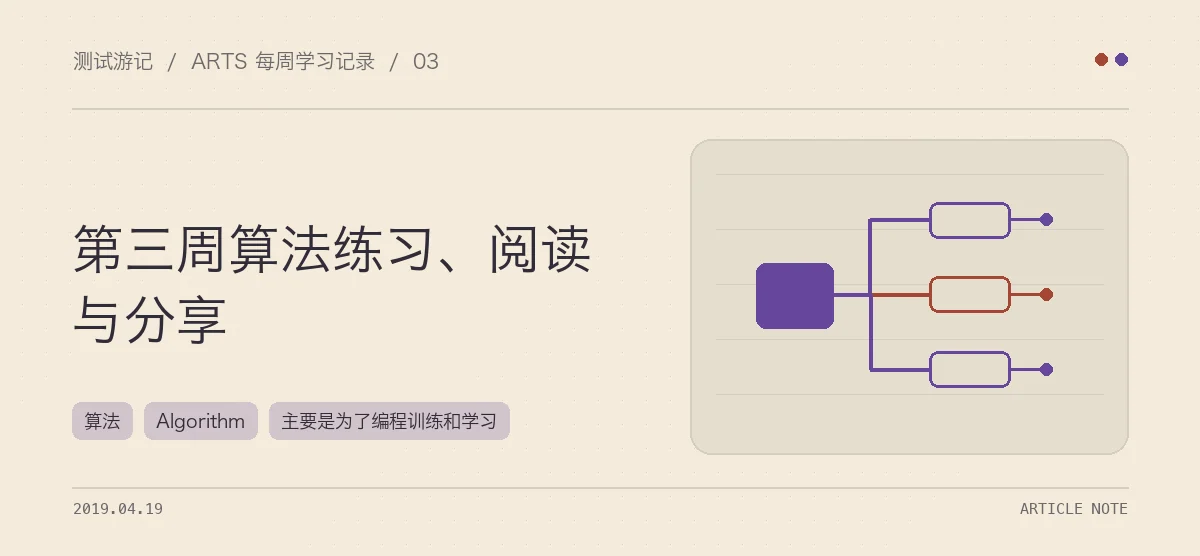 测试游记 / ARTS 每周学习记录 / 03
第三周算法练习、阅读
与分享
算法 Algorithm 主要是为了编程训练和学习
2019.04.19 ARTICLE NOTE